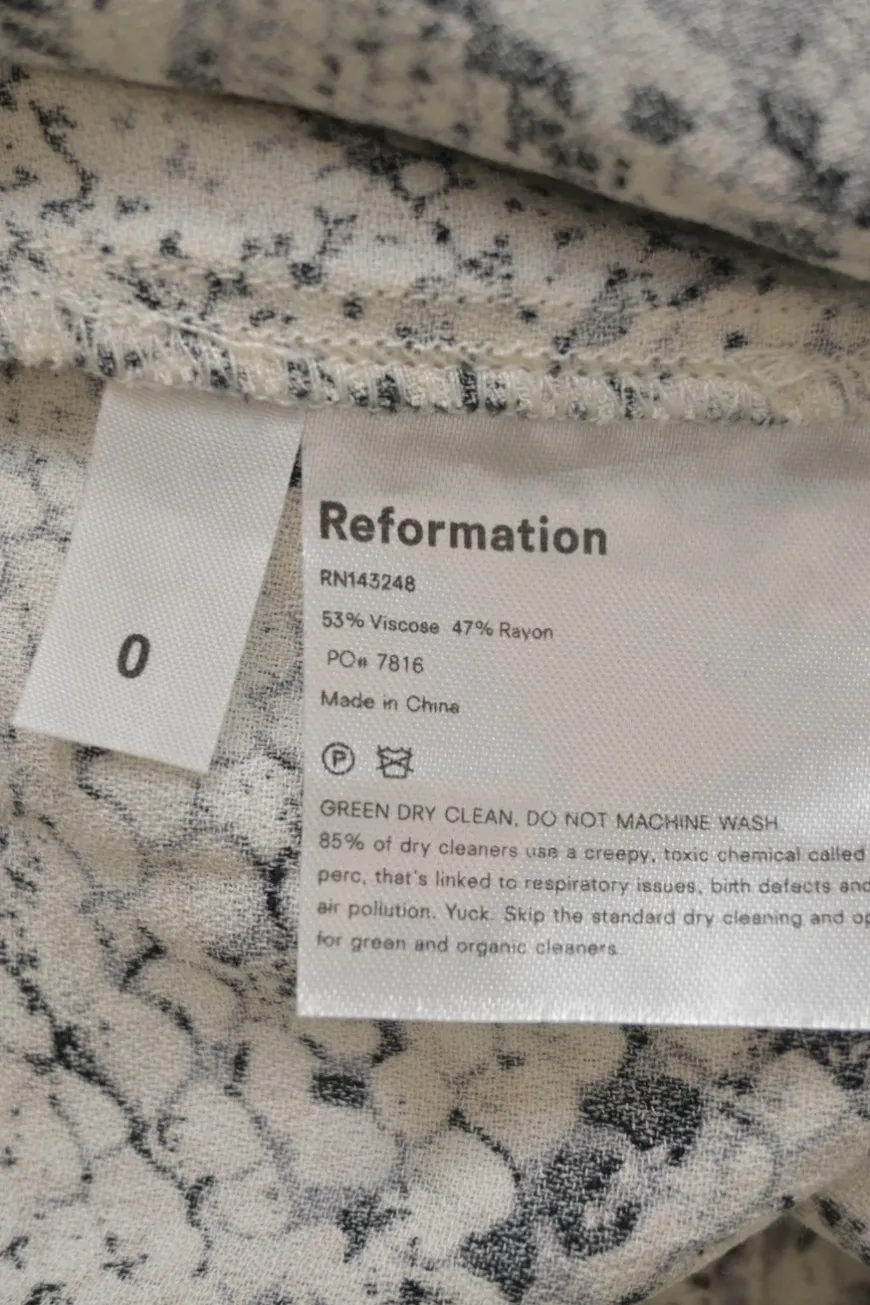 0
Reformation
RN143248
53% Viscose 47% Rayon
PO# 7816
Made in China
P
GREEN DRY CLEAN, DO NOT MACHINE WASH.
85% of dry cleaners use a creepy, toxic chemical called
perc, that's linked to respiratory issues, birth defects and
air pollution. Yuck. Skip the standard dry cleaning and
for green and organic cleaners